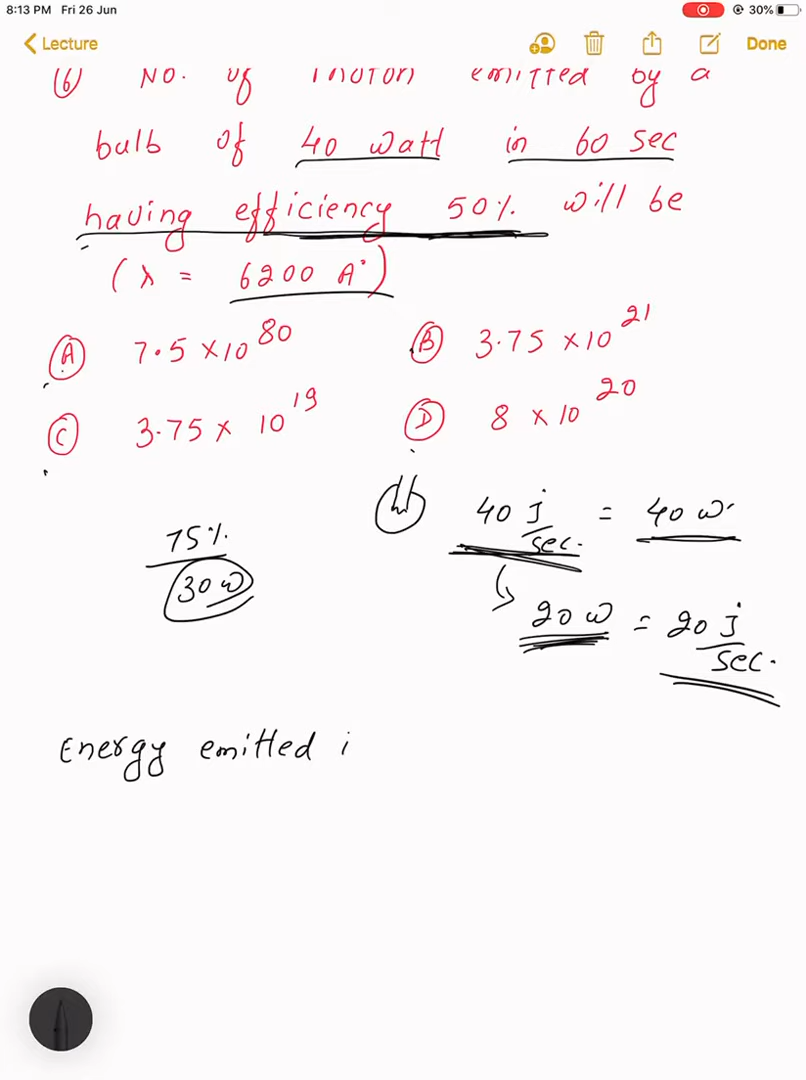 8:13 PM Fri 26 Jun 30%
Lecture Done
(6) No. of emitted by a
bulb of 40 watt in 60 sec
having efficiency 50% will be
(λ = 6200 A°)
(A) 7.5 × 10^80
(B) 3.75 × 10^21
(C) 3.75 × 10^19
(D) 8 × 10^20
75%
30 w
40 j/sec. = 40 w.
20 w = 20 j/sec.
Energy emitted i